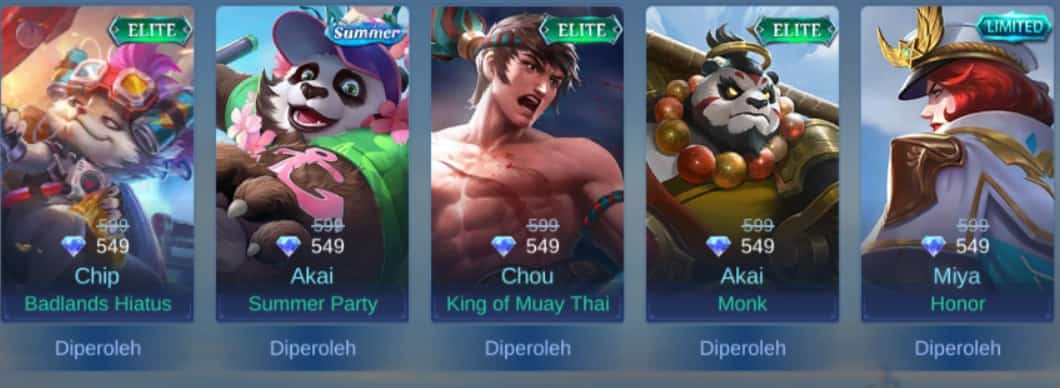 ELITE
Summer
ELITE
ELITE
LIMITED
599
599
599
599
599
549
549
549
549
549
Chip
Akai
Chou
Akai
Miya
Badlands Hiatus
Summer Party
King of Muay Thai
Monk
Honor
Diperoleh
Diperoleh
Diperoleh
Diperoleh
Diperoleh